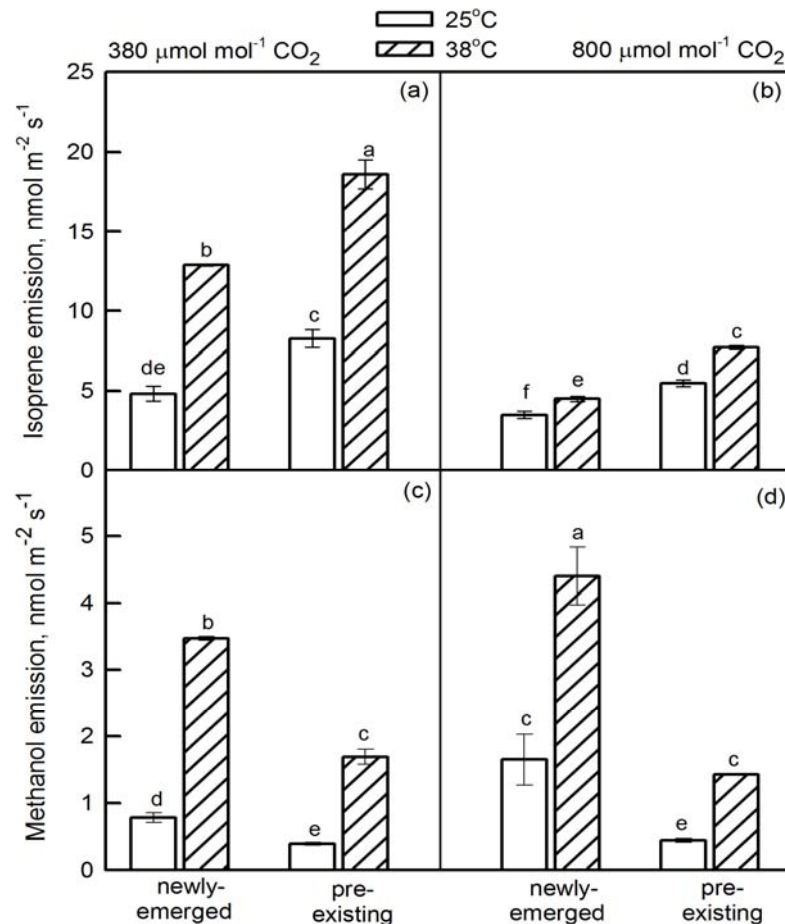 25°C
380 μmol mol⁻¹ CO₂ 38°C 800 μmol mol⁻¹ CO₂
Isoprene emission, nmol m⁻² s⁻¹
25
20
15
10
5
0
(a)
de
b
c
a
(b)
f
e
d
c
Methanol emission, nmol m⁻² s⁻¹
5
4
3
2
1
0
(c)
d
b
e
c
(d)
c
a
e
c
newly-
emerged
pre-
existing
newly-
emerged
pre-
existing